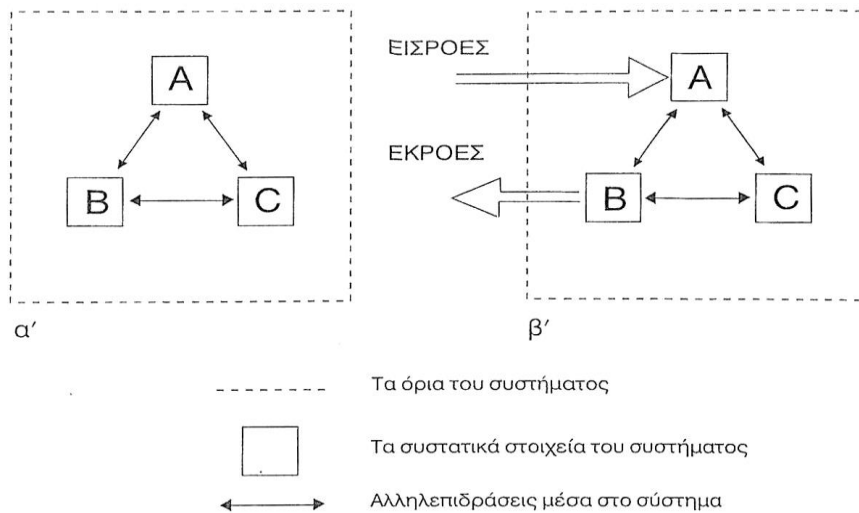 A
B
C
α′
ΕΙΣΡΟΕΣ
ΕΚΡΟΕΣ
A
B
C
β′
Τα όρια του συστήματος
Τα συστατικά στοιχεία του συστήματος
Αλληλεπιδράσεις μέσα στο σύστημα